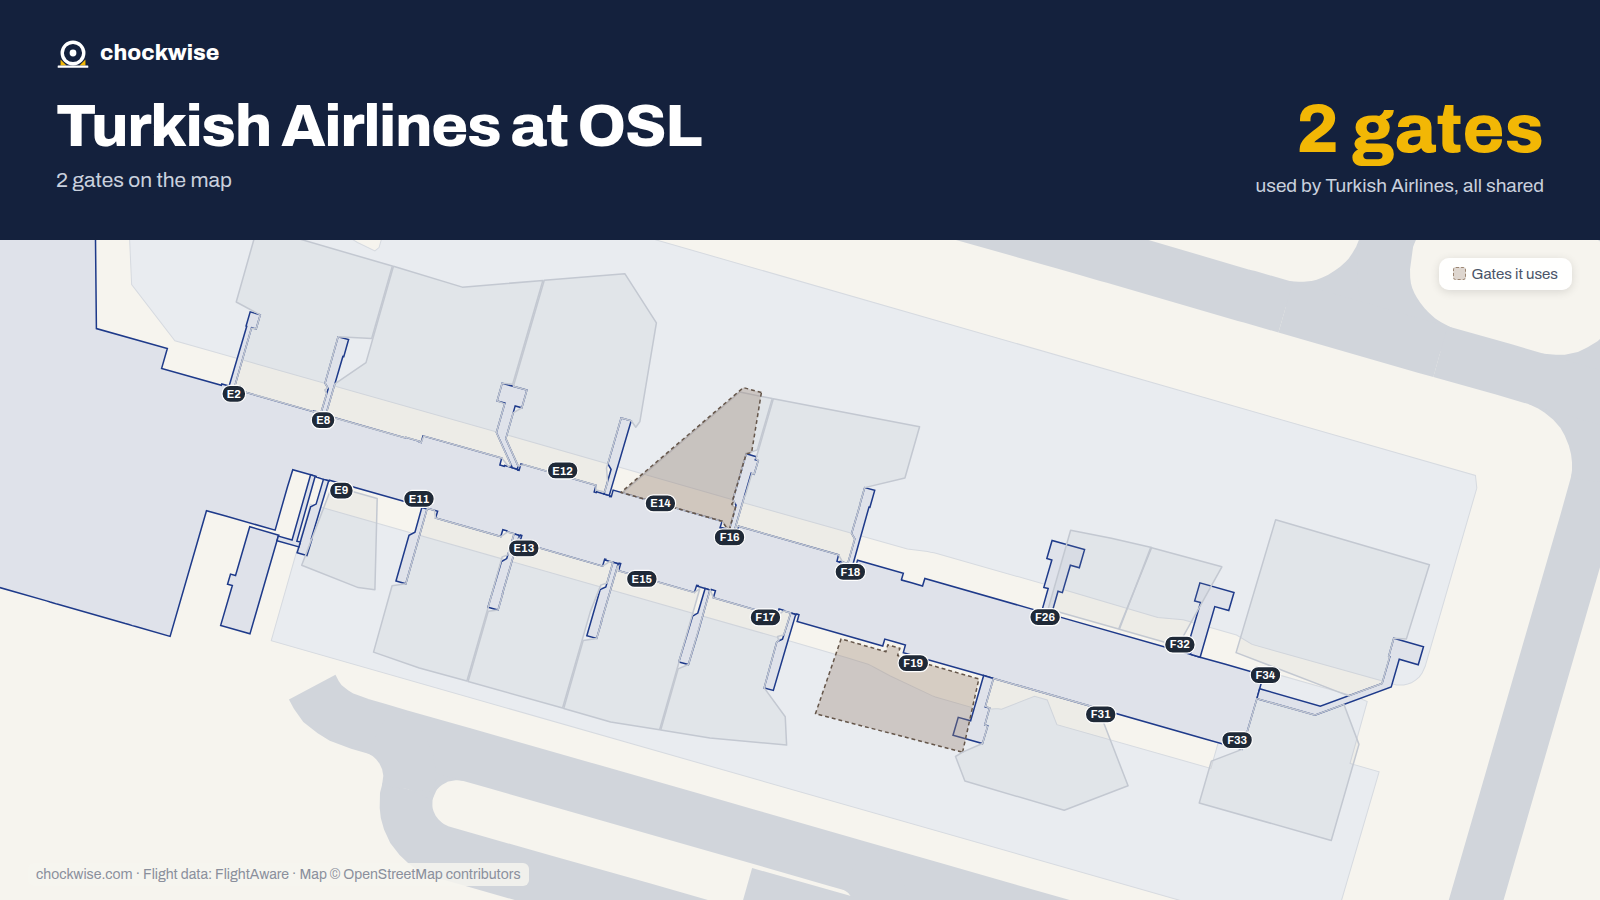 chockwise
Turkish Airlines at OSL
2 gates on the map
2 gates
used by Turkish Airlines, all shared
Gates it uses
E2
E8
E12
E9
E11
E14
E13
F16
E15
F18
F17
F26
F19
F32
F34
F31
F33
chockwise.com · Flight data: FlightAware · Map © OpenStreetMap contributors